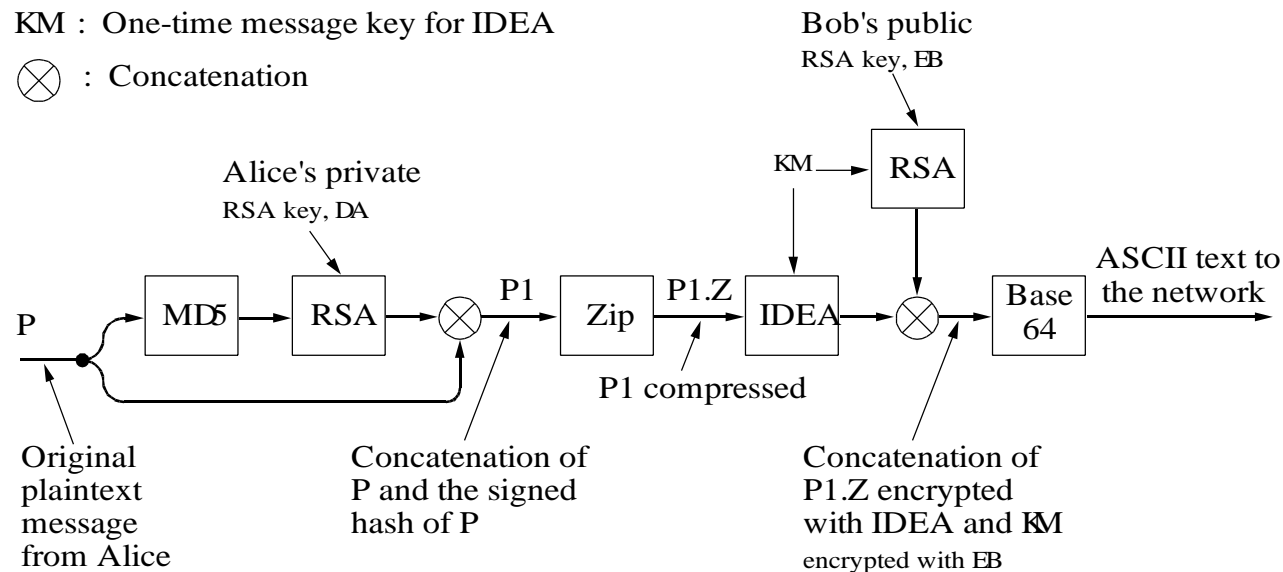 KM : One-time message key for IDEA
: Concatenation
Bob's public
RSA key, EB
Alice's private
RSA key, DA
KM
RSA
P
MD5
RSA
P1
Zip
P1.Z
IDEA
Base
64
ASCII text to
the network
P1 compressed
Original
plaintext
message
from Alice
Concatenation of
P and the signed
hash of P
Concatenation of
P1.Z encrypted
with IDEA and KM
encrypted with EB